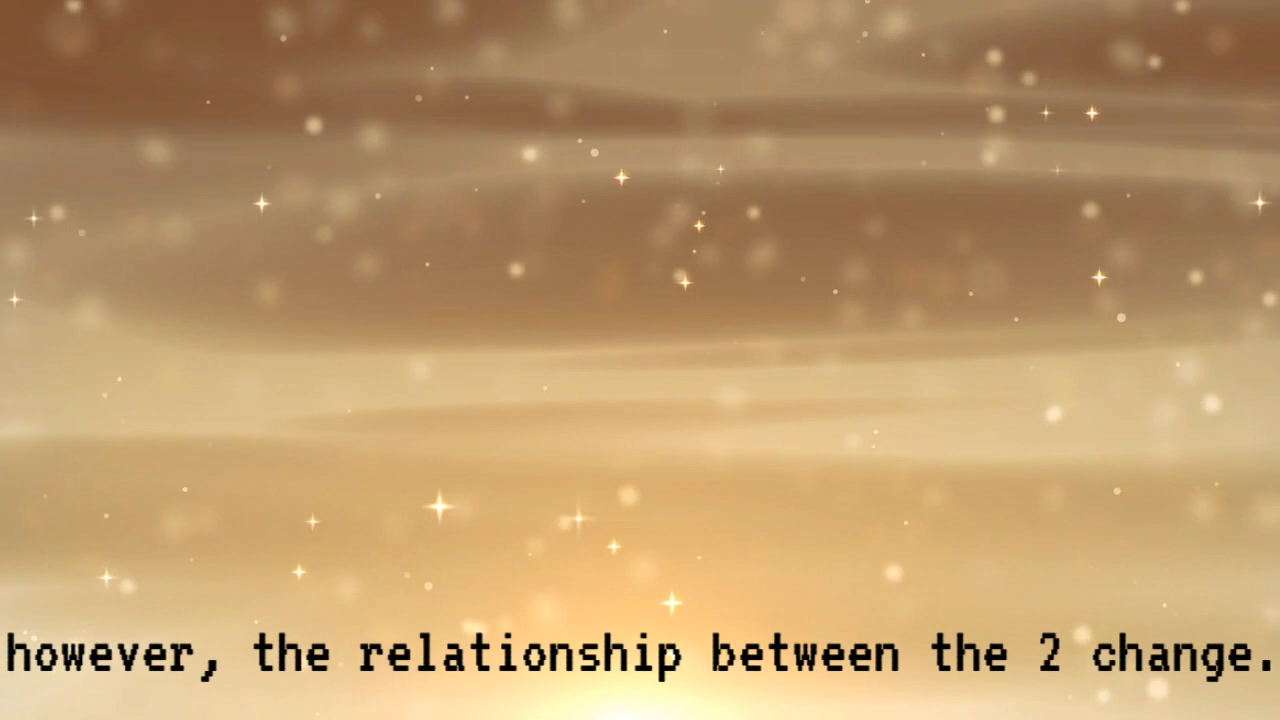 however, the relationship between the 2 change.